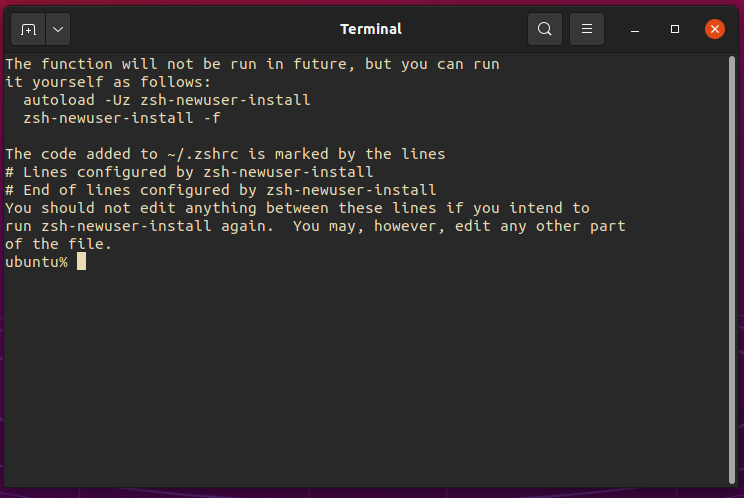 Terminal
The function will not be run in future, but you can run
it yourself as follows:
  autoload -Uz zsh-newuser-install
  zsh-newuser-install -f

The code added to ~/.zshrc is marked by the lines
# Lines configured by zsh-newuser-install
# End of lines configured by zsh-newuser-install
You should not edit anything between these lines if you intend to
run zsh-newuser-install again.  You may, however, edit any other part
of the file.
ubuntu%